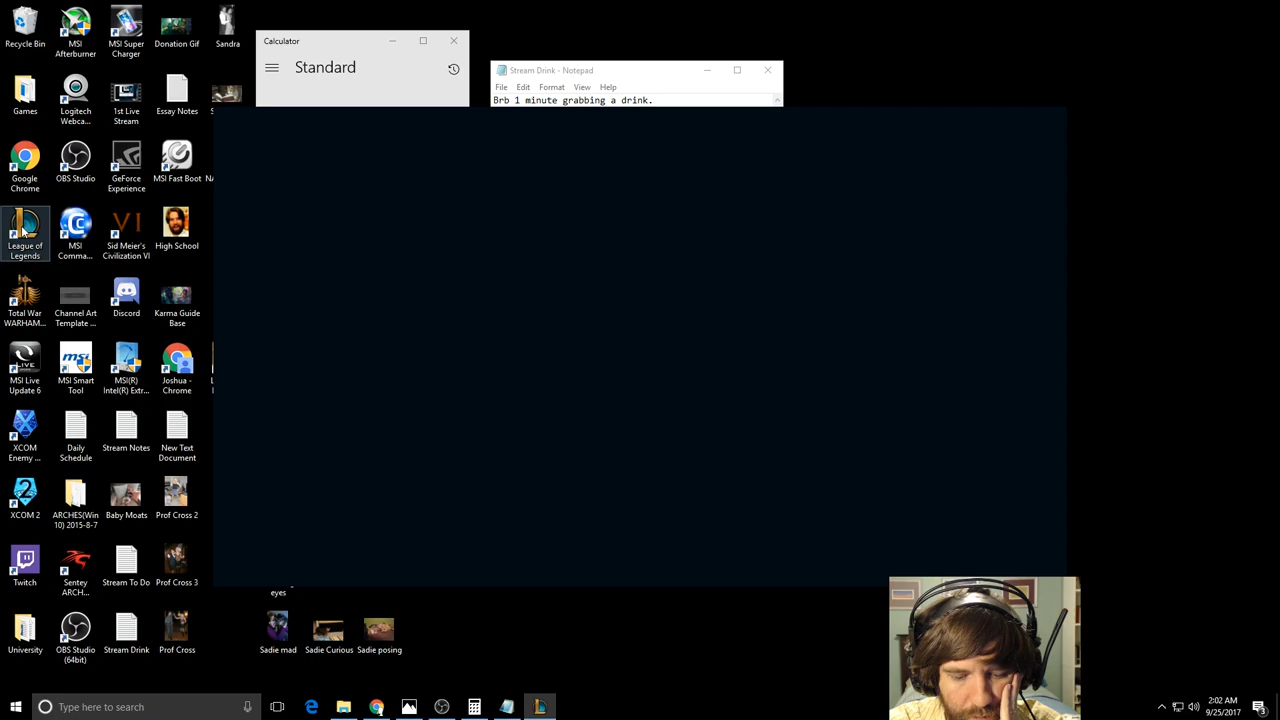 Recycle Bin
MSI Afterburner
MSI Super Charger
Donation Gif
Sandra
Games
Logitech Webca...
1st Live Stream
Essay Notes
Google Chrome
OBS Studio
GeForce Experience
MSI Fast Boot
League of Legends
MSI Comma...
Sid Meier's Civilization VI
High School
Total War WARHAM...
Channel Art Template ...
Discord
Karma Guide Base
MSI Live Update 6
MSI Smart Tool
MSI(R) Intel(R) Extr...
Joshua - Chrome
XCOM Enemy ...
Daily Schedule
Stream Notes
New Text Document
XCOM 2
ARCHES(Win 10) 2015-8-7
Baby Moats
Prof Cross 2
Twitch
Sentey ARCH...
Stream To Do
Prof Cross 3
eyes
University
OBS Studio (64bit)
Stream Drink
Prof Cross
Sadie mad
Sadie Curious
Sadie posing
Calculator
Standard
Stream Drink - Notepad
File Edit Format View Help
Brb 1 minute grabbing a drink.
Type here to search
2:02 AM
9/25/2017